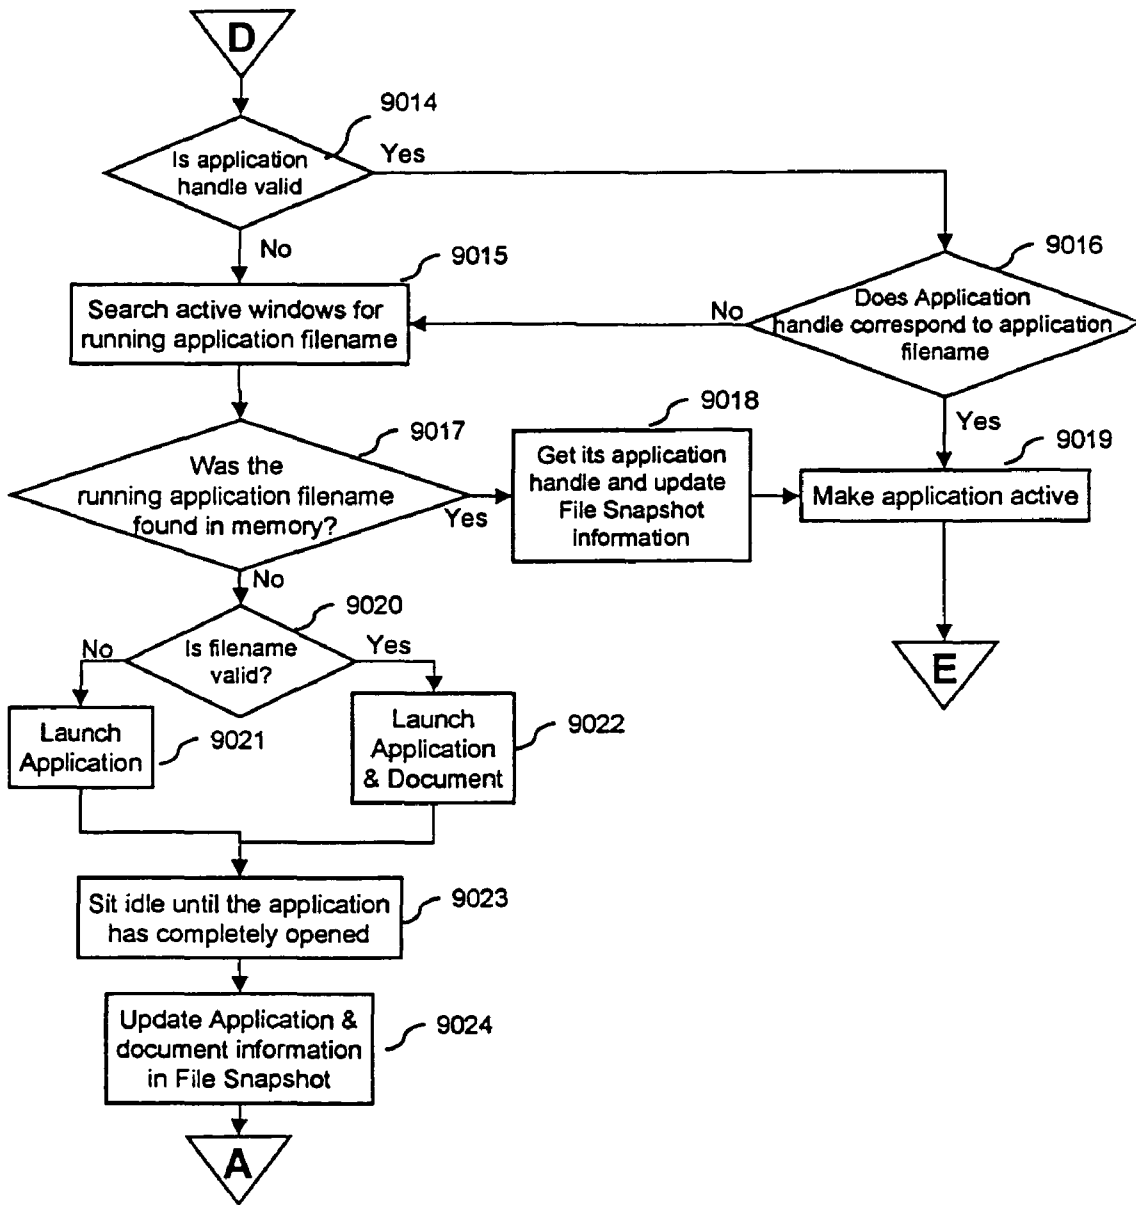 D
9014
Is application
handle valid
Yes
No
9015
Search active windows for
running application filename
9016
Does Application
handle correspond to application
filename
No
Yes
9017
Was the
running application filename
found in memory?
Yes
No
9018
Get its application
handle and update
File Snapshot
information
9019
Make application active
E
9020
Is filename
valid?
No
Yes
Launch
Application
9021
Launch
Application
& Document
9022
Sit idle until the application
has completely opened
9023
Update Application &
document information
in File Snapshot
9024
A